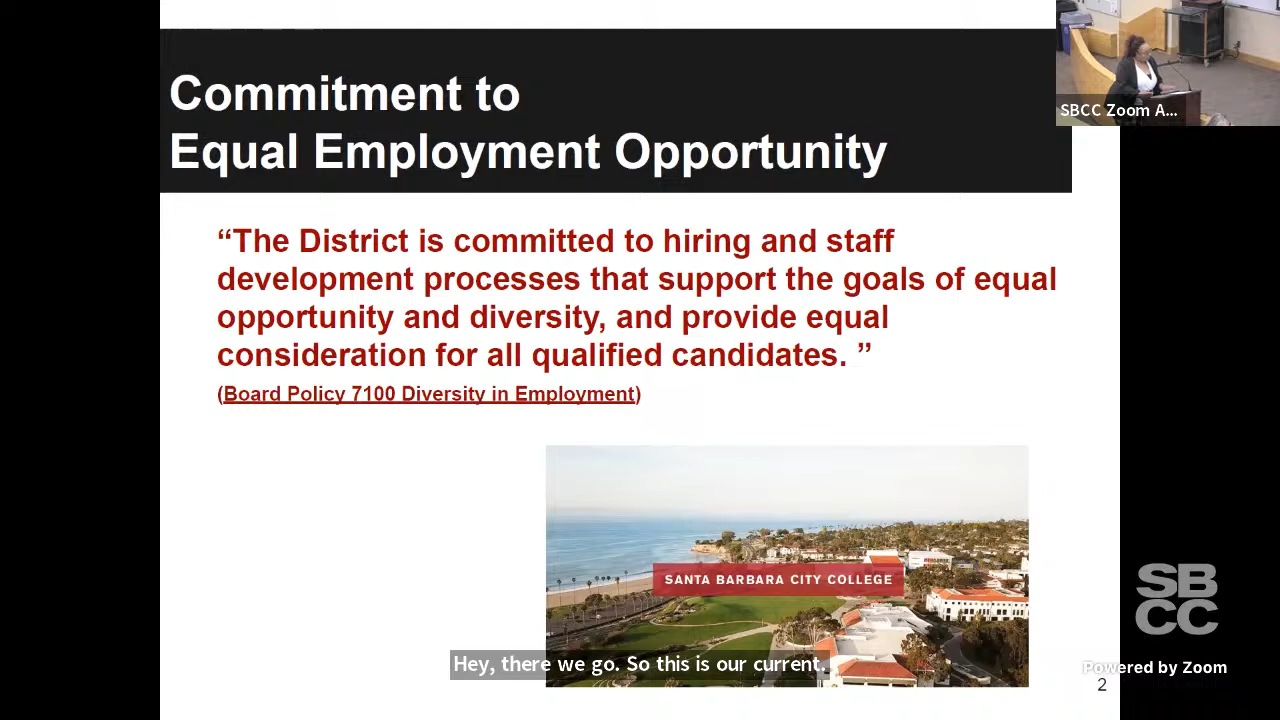 Commitment to
Equal Employment Opportunity
SBCC Zoom A...
“The District is committed to hiring and staff
development processes that support the goals of equal
opportunity and diversity, and provide equal
consideration for all qualified candidates. ”
(Board Policy 7100 Diversity in Employment)
SANTA BARBARA CITY COLLEGE
SB
CC
Hey, there we go. So this is our current.
Powered by Zoom
2